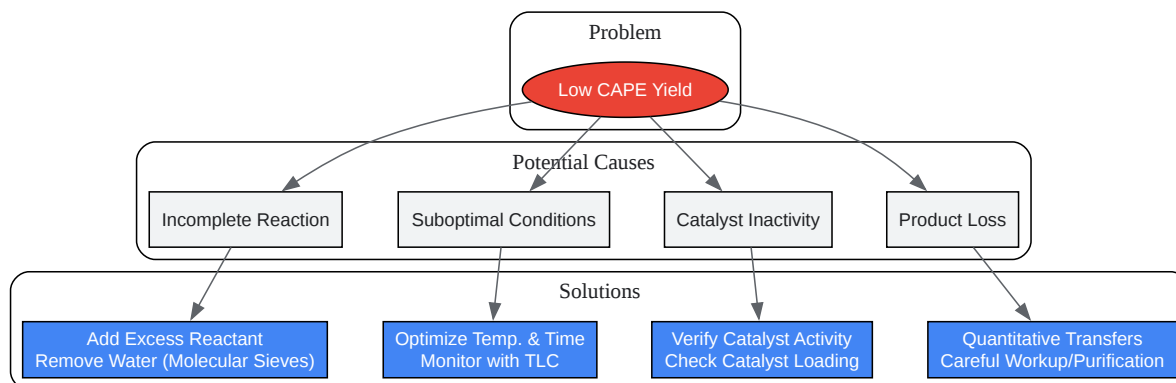 Problem
Low CAPE Yield
Potential Causes
Incomplete Reaction
Suboptimal Conditions
Catalyst Inactivity
Product Loss
Solutions
Add Excess Reactant
Remove Water (Molecular Sieves)
Optimize Temp. & Time
Monitor with TLC
Verify Catalyst Activity
Check Catalyst Loading
Quantitative Transfers
Careful Workup/Purification